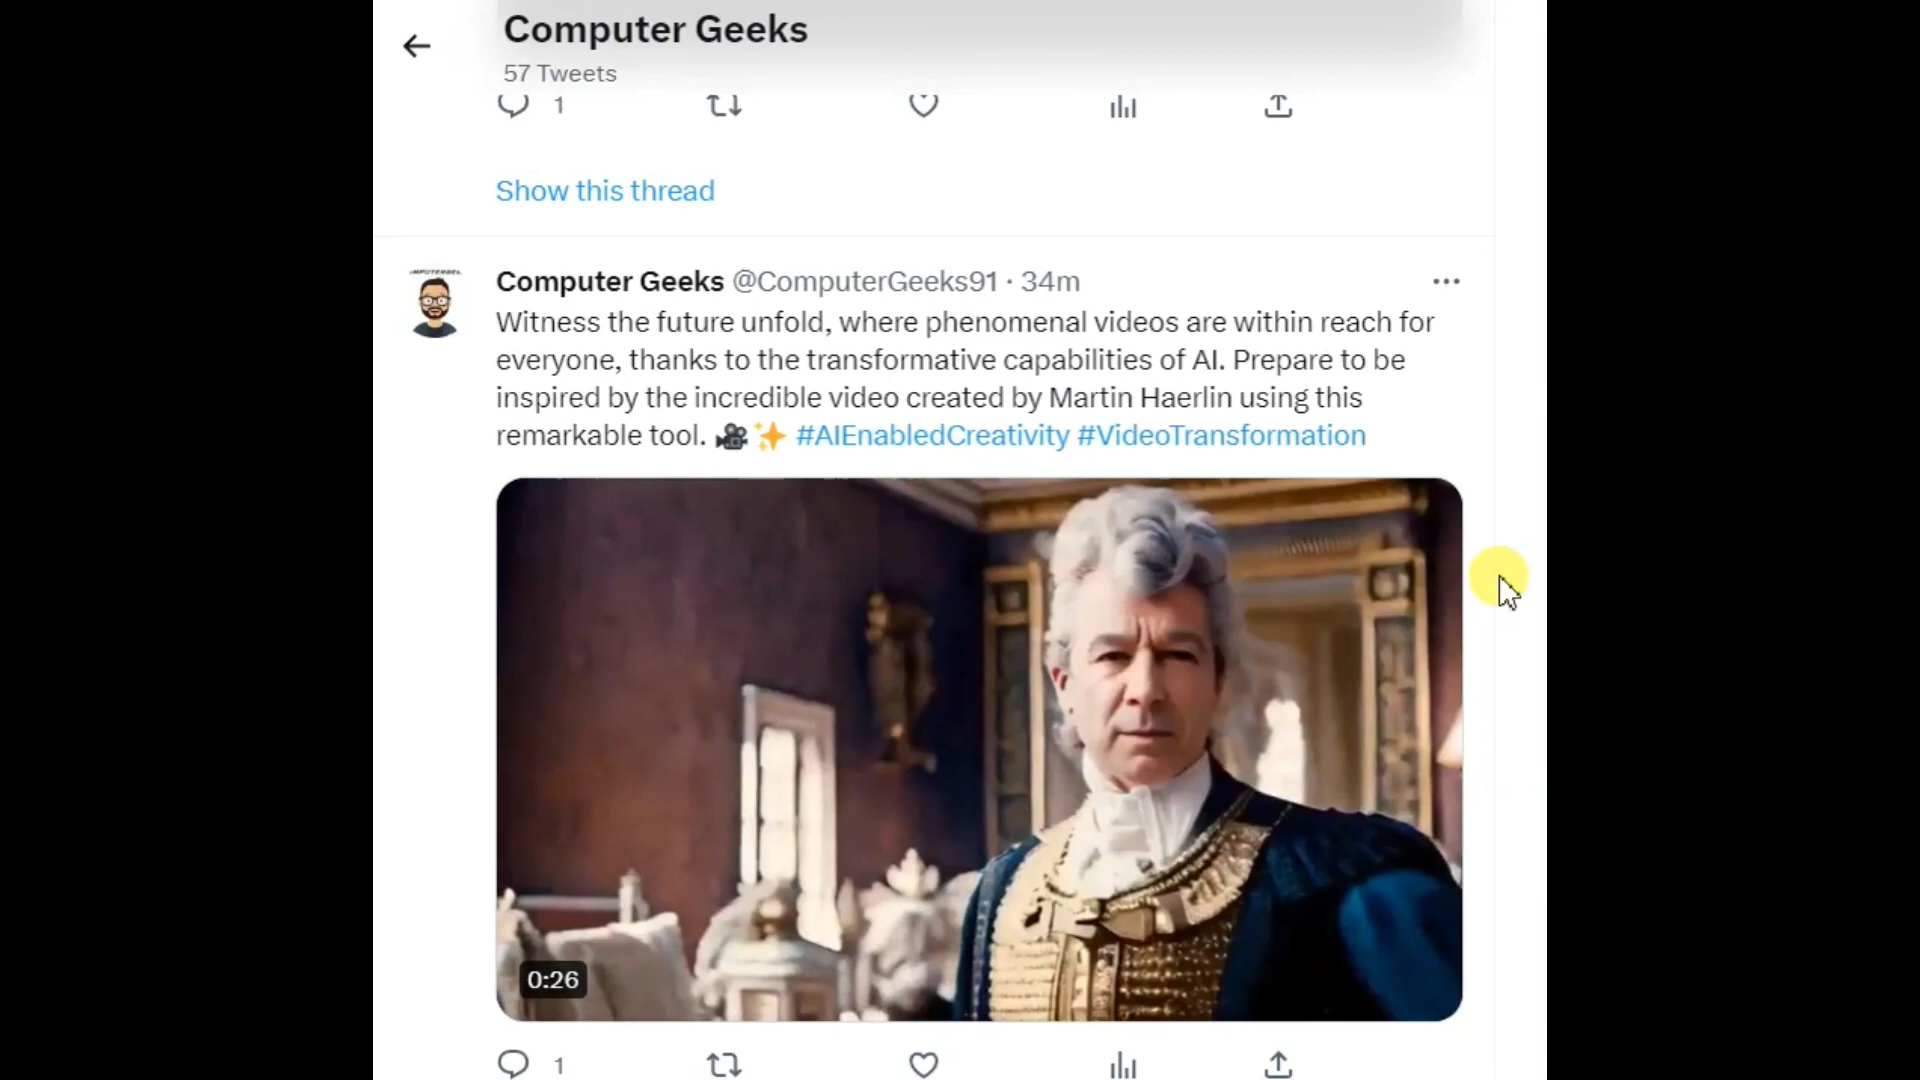 Computer Geeks
57 Tweets
1
Show this thread
Computer Geeks @ComputerGeeks91 · 34m
Witness the future unfold, where phenomenal videos are within reach for
everyone, thanks to the transformative capabilities of AI. Prepare to be
inspired by the incredible video created by Martin Haerlin using this
remarkable tool. 🎥✨ #AIEnabledCreativity #VideoTransformation
0:26
1